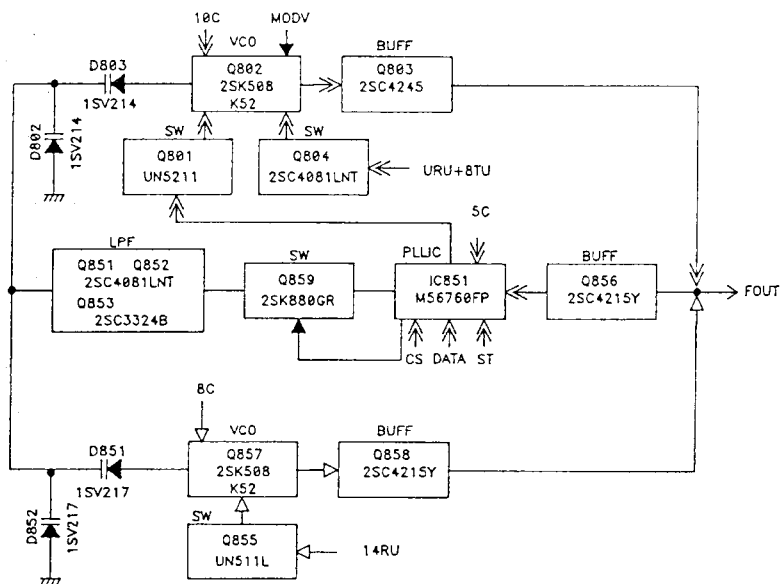 10C MODV
VCO
BUFF
D803
Q802
2SK508
K52
Q803
2SC4245
1SV214
D802
1SV214
SW
SW
Q801
UN5211
Q804
2SC4081LNT
URU+8TU
5C
LPF
SW
PLLIC
BUFF
Q851 Q852
2SC4081LNT
Q853
2SC3324B
Q859
2SK880GR
IC851
M56760FP
Q856
2SC4215Y
FOUT
CS DATA ST
8C
VCO
BUFF
D851
Q857
2SK508
K52
Q858
2SC4215Y
1SV217
D852
1SV217
SW
Q855
UN511L
14RU